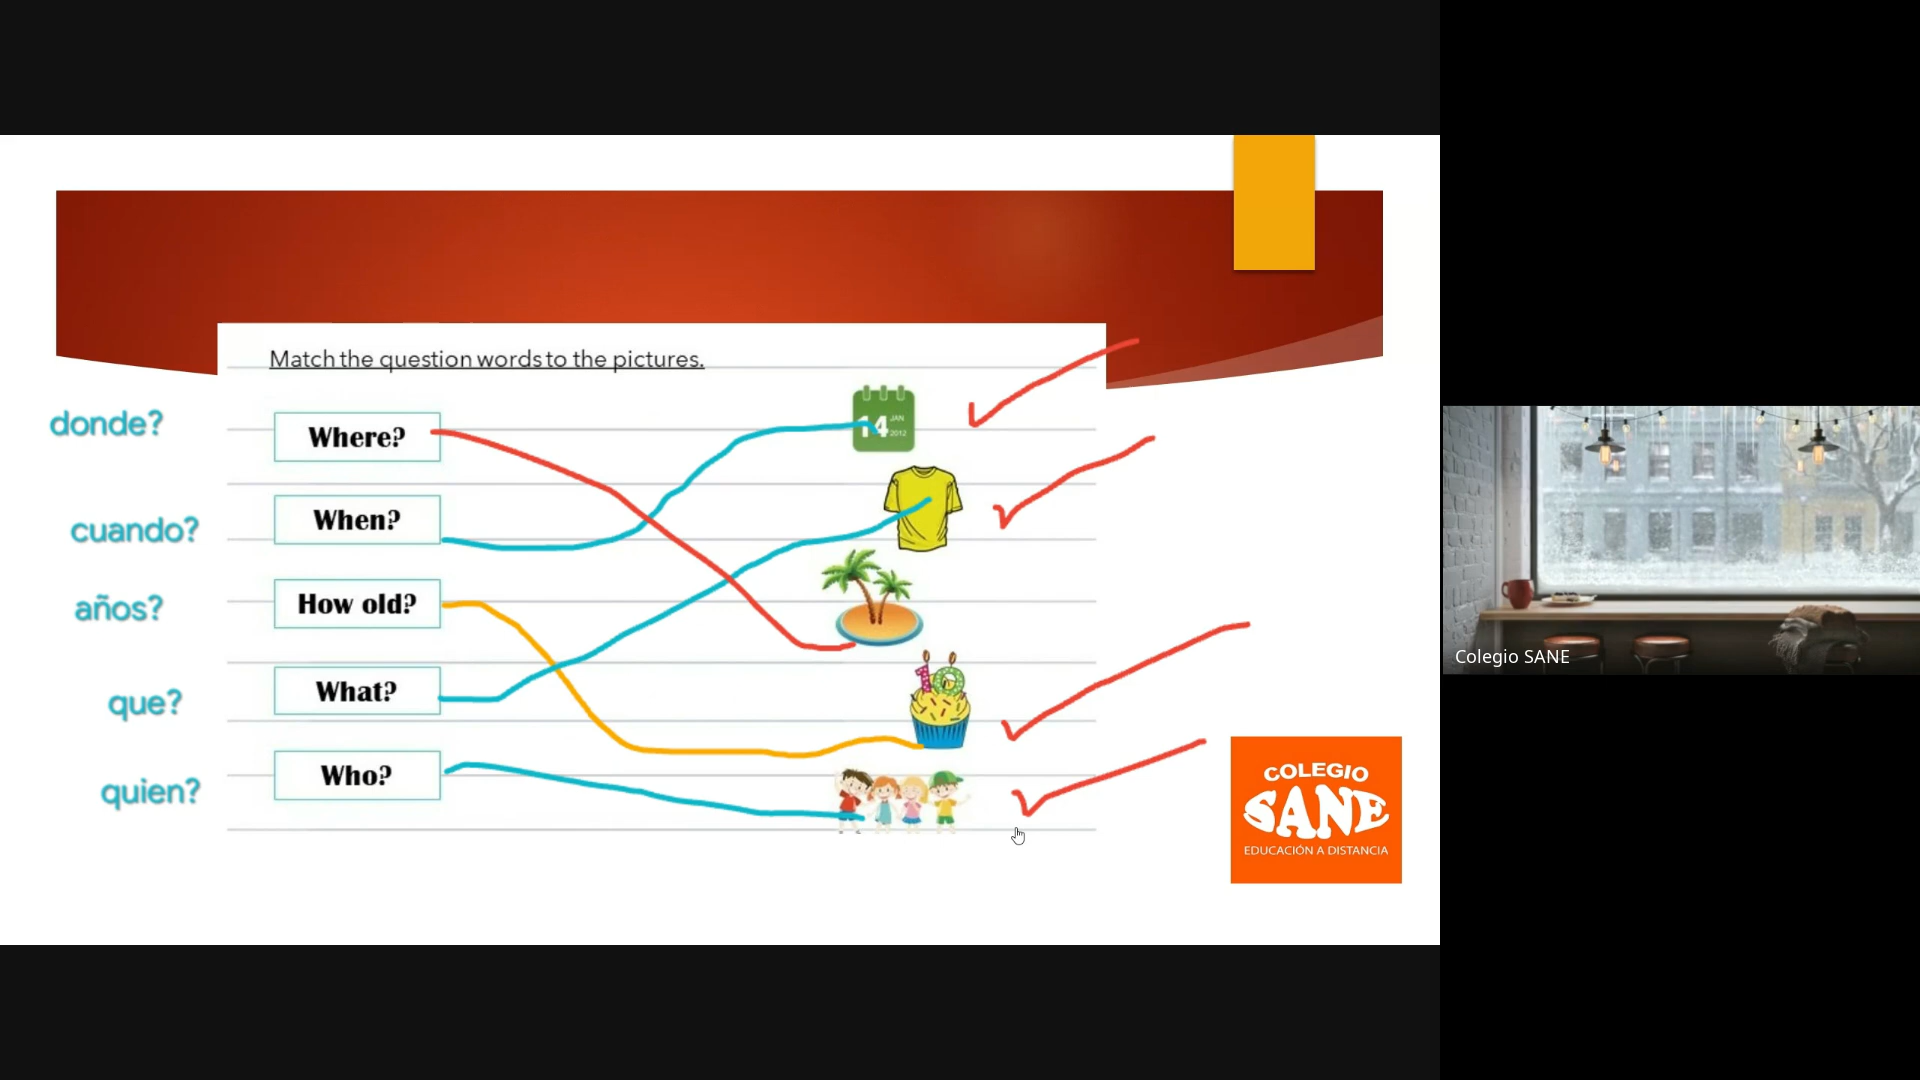 Match the question words to the pictures.
donde?
Where?
14 JAN 2012
cuando?
When?
años?
How old?
10
que?
What?
quien?
Who?
COLEGIO
SANE
EDUCACIÓN A DISTANCIA
Colegio SANE